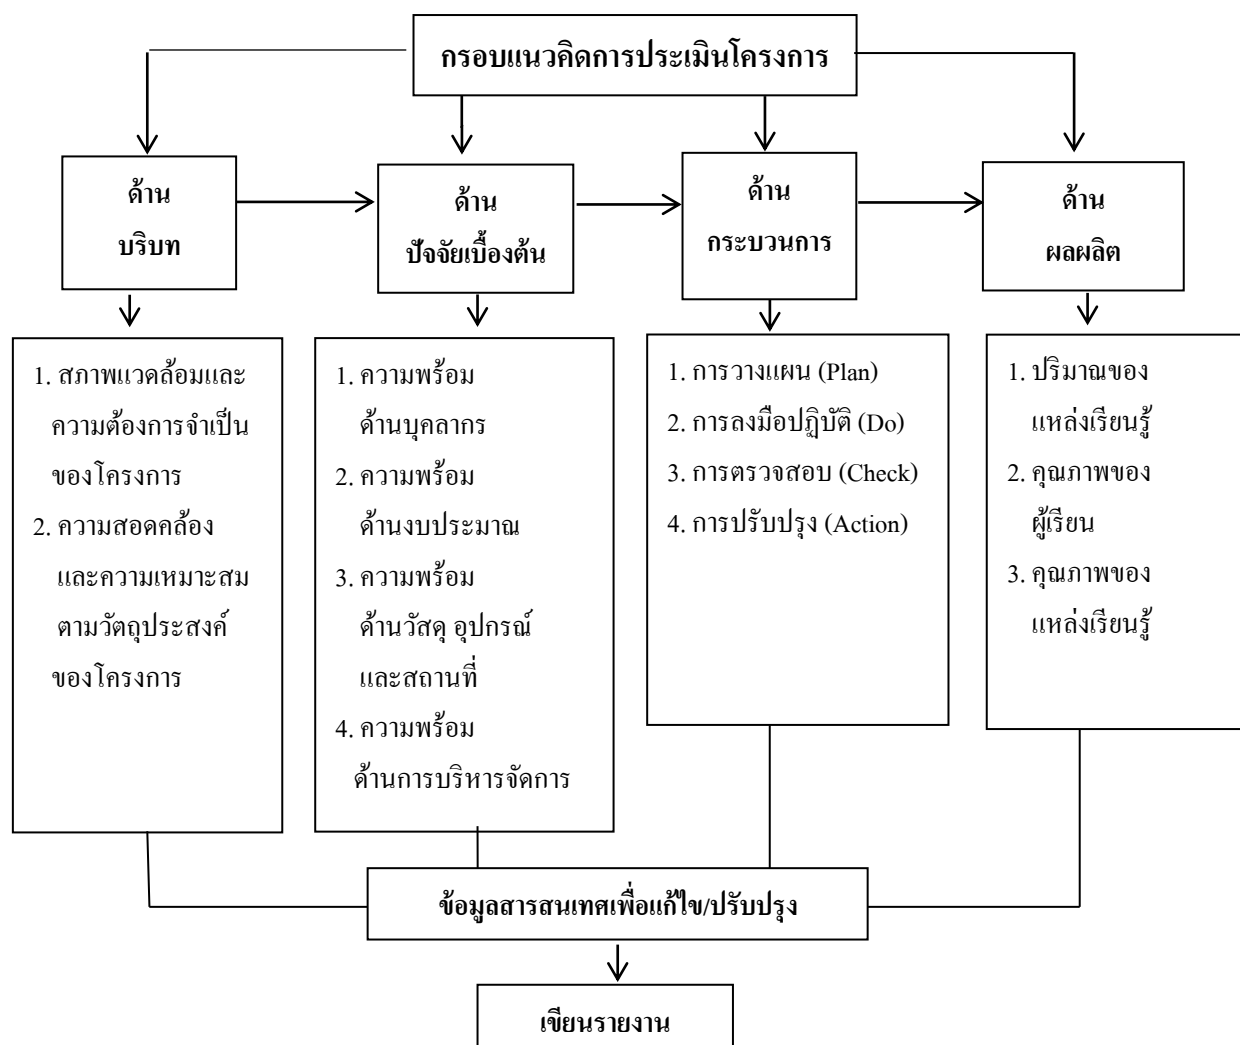 กรอบแนวคิดการประเมินโครงการ
ด้าน
บริบท
ด้าน
ปัจจัยเบื้องต้น
ด้าน
กระบวนการ
ด้าน
ผลผลิต
1. สภาพแวดล้อมและ
ความต้องการจำเป็น
ของโครงการ
2. ความสอดคล้อง
และความเหมาะสม
ตามวัตถุประสงค์
ของโครงการ
1. ความพร้อม
ด้านบุคลากร
2. ความพร้อม
ด้านงบประมาณ
3. ความพร้อม
ด้านวัสดุ อุปกรณ์
และสถานที่
4. ความพร้อม
ด้านการบริหารจัดการ
1. การวางแผน (Plan)
2. การลงมือปฏิบัติ (Do)
3. การตรวจสอบ (Check)
4. การปรับปรุง (Action)
1. ปริมาณของ
แหล่งเรียนรู้
2. คุณภาพของ
ผู้เรียน
3. คุณภาพของ
แหล่งเรียนรู้
ข้อมูลสารสนเทศเพื่อแก้ไข/ปรับปรุง
เขียนรายงาน